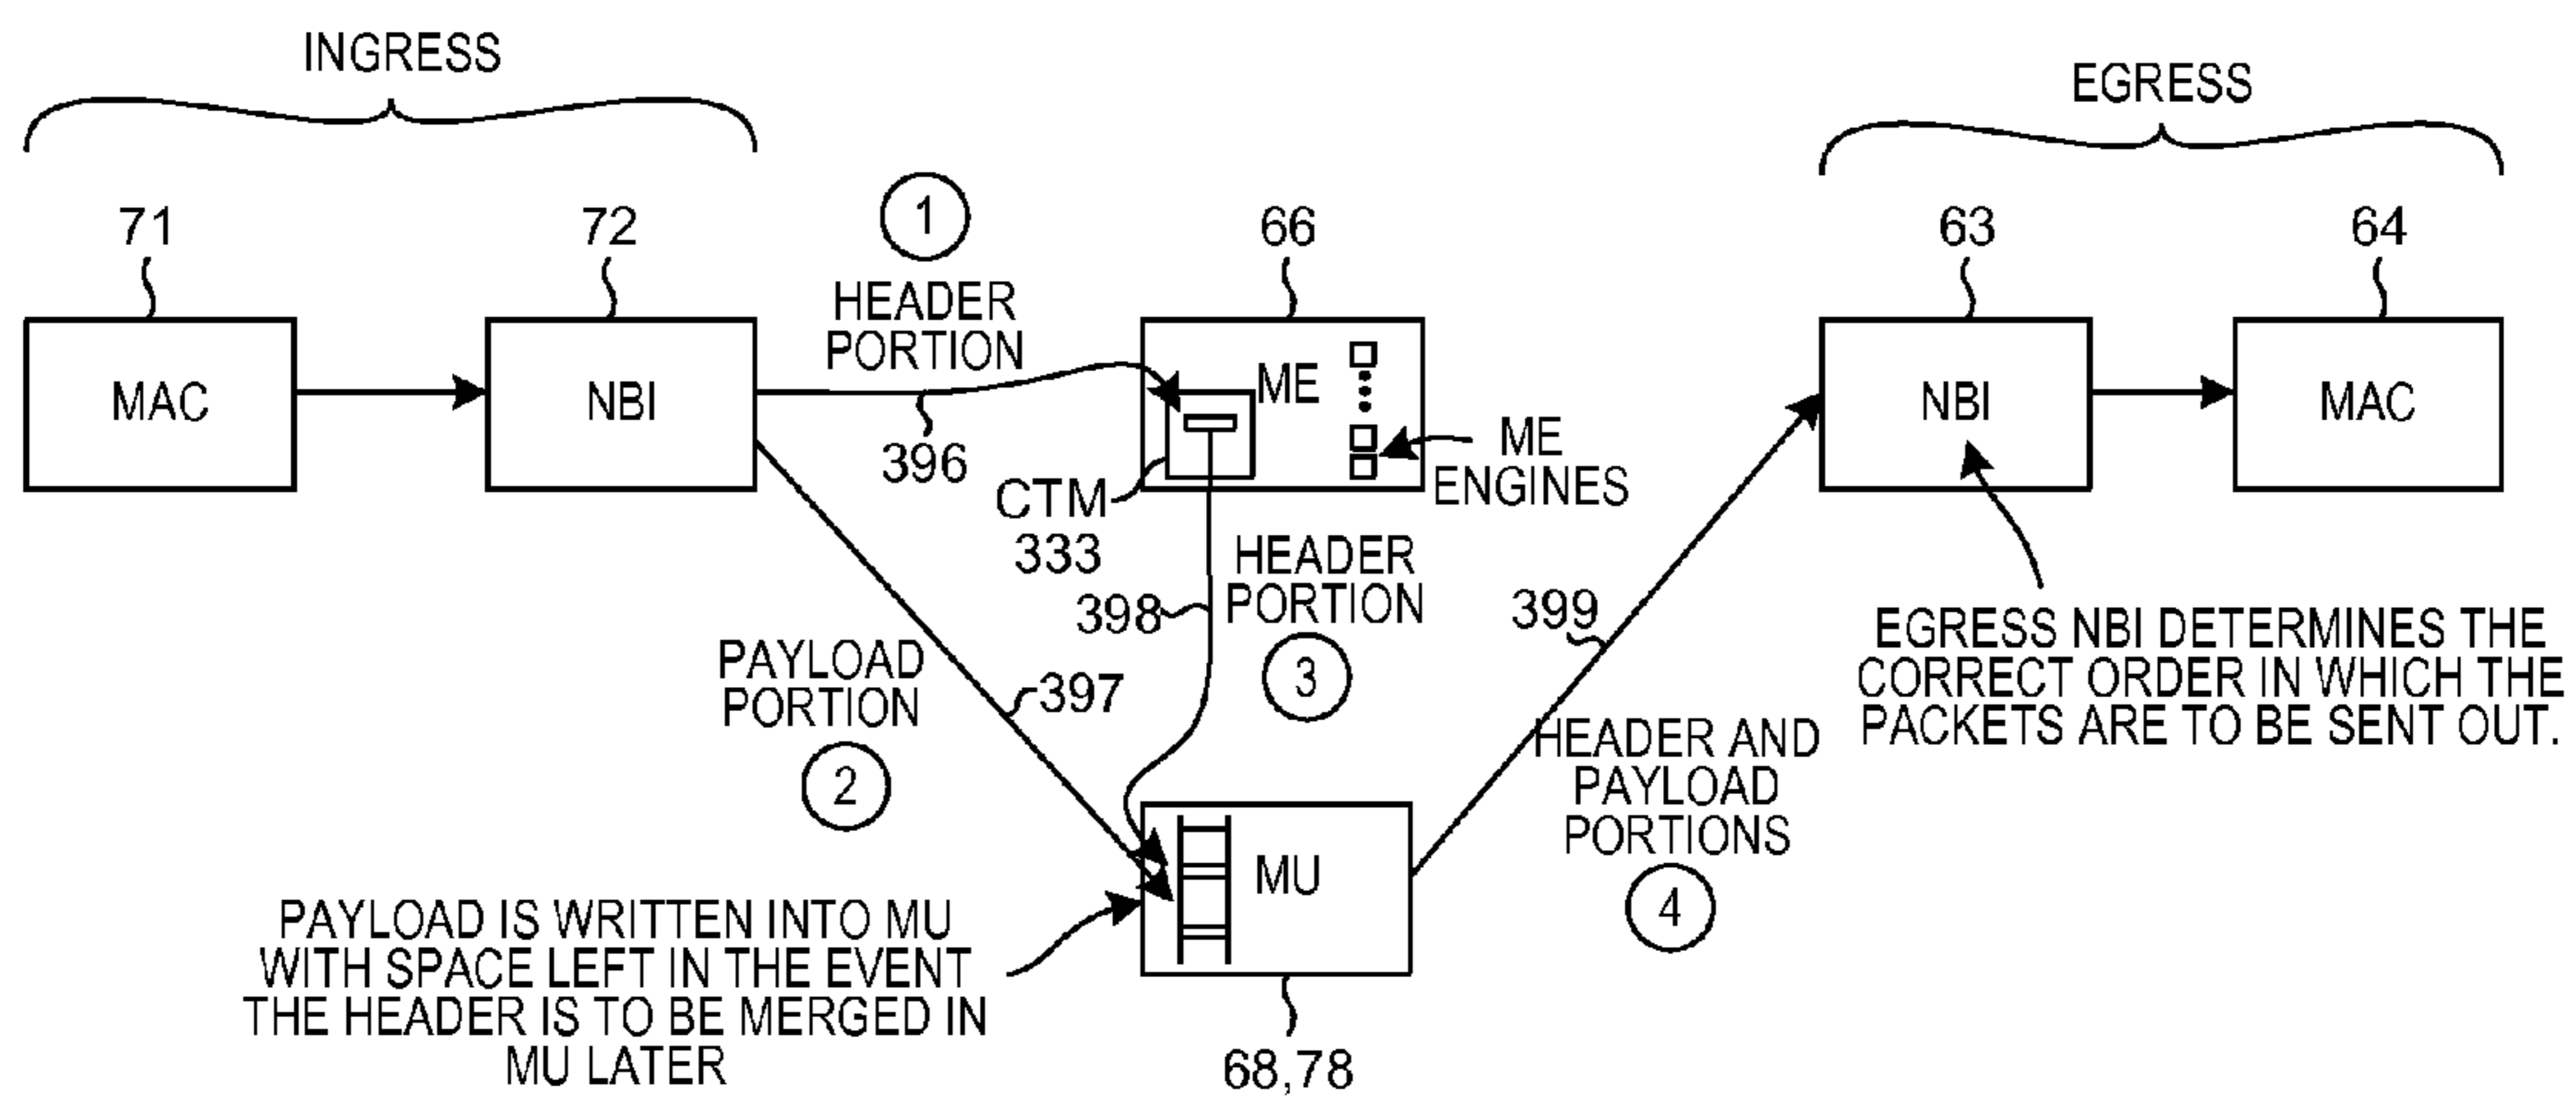 INGRESS
EGRESS
71
72
1
66
63
64
HEADER
PORTION
MAC
NBI
ME
NBI
MAC
396
ME
ENGINES
CTM
333
HEADER
PORTION
398
3
399
EGRESS NBI DETERMINES THE
CORRECT ORDER IN WHICH THE
PACKETS ARE TO BE SENT OUT.
PAYLOAD
PORTION
397
2
HEADER AND
PAYLOAD
PORTIONS
4
MU
PAYLOAD IS WRITTEN INTO MU
WITH SPACE LEFT IN THE EVENT
THE HEADER IS TO BE MERGED IN
MU LATER
68,78